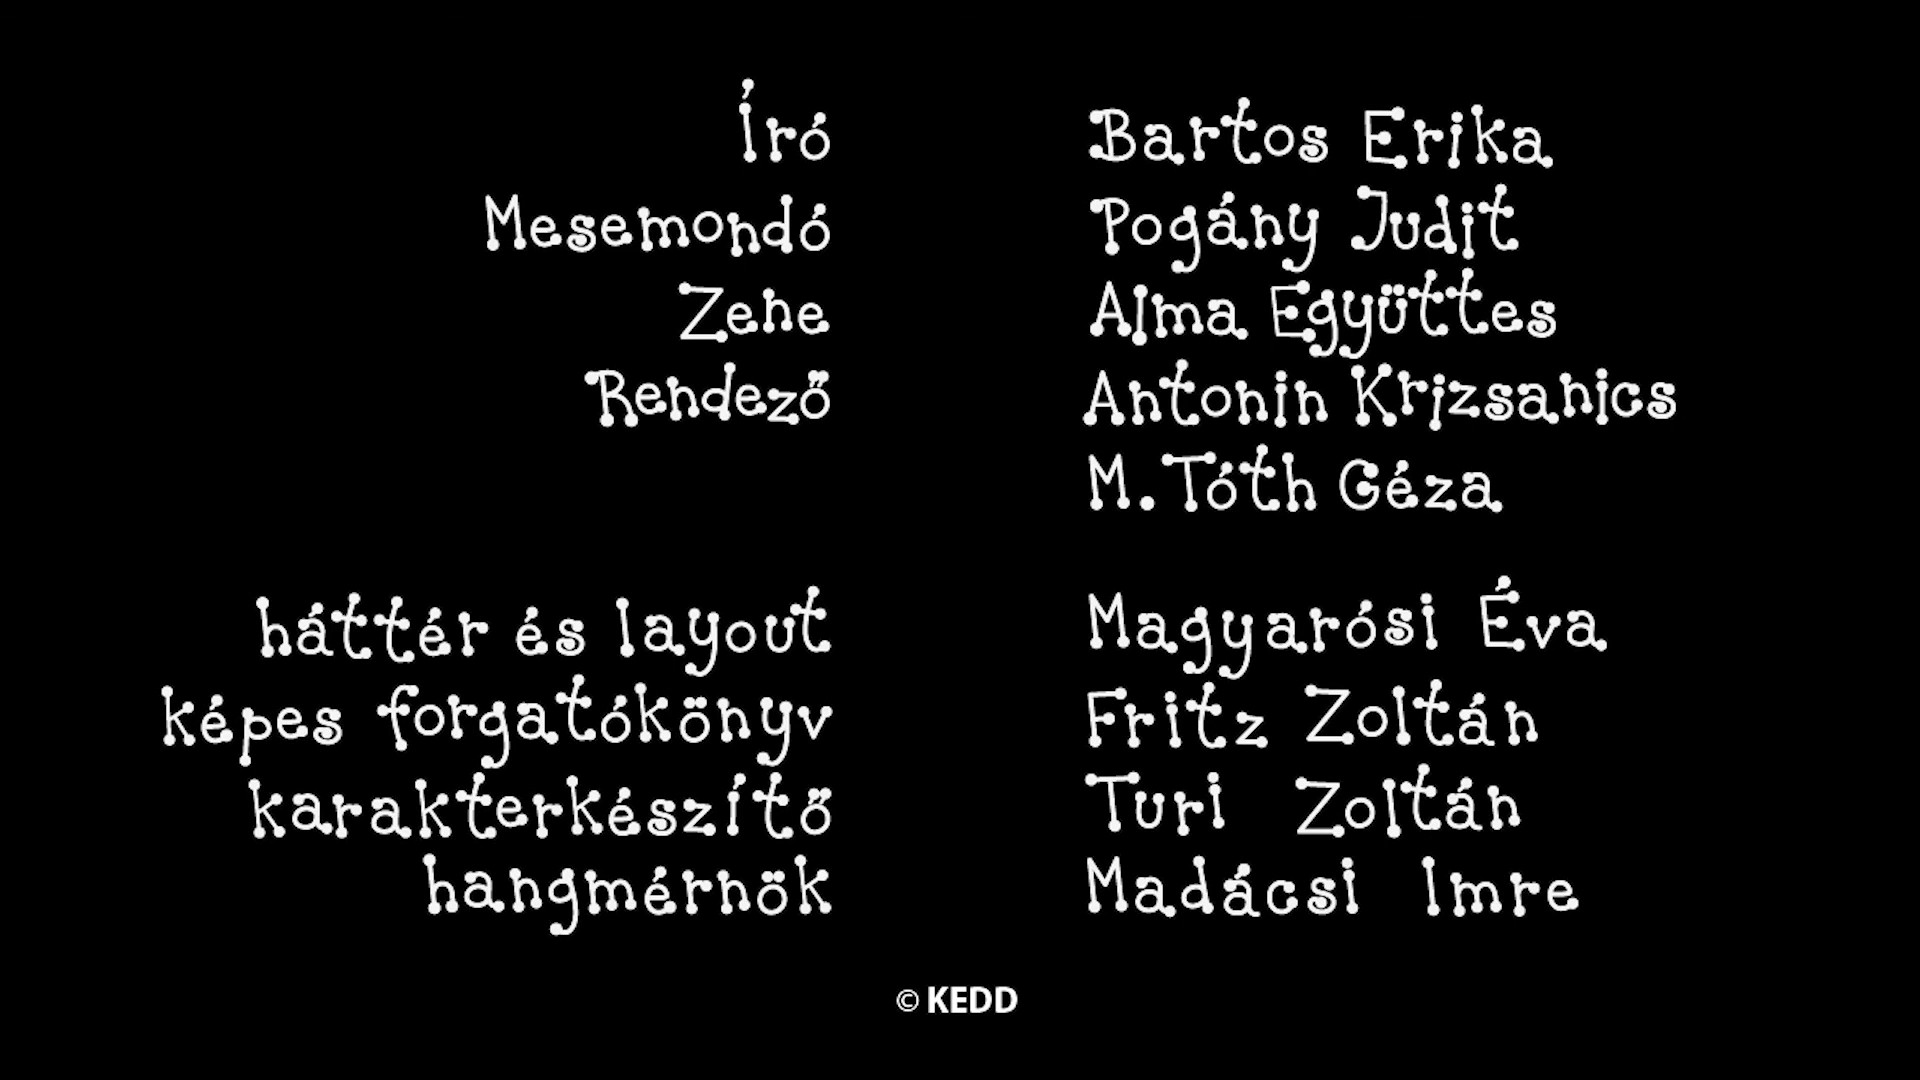 Író Bartos Erika
Mesemondó Pogány Judit
Zene Alma Együttes
Rendező Antonin Krizsanics
M. Tóth Géza
háttér és layout Magyarósi Éva
képes forgatókönyv Fritz Zoltán
karakterkészítő Turi Zoltán
hangmérnök Madácsi Imre
© KEDD